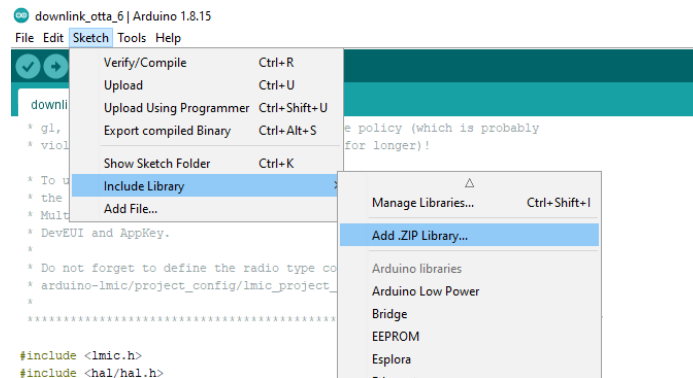 downlink_otta_6 | Arduino 1.8.15
File Edit Sketch Tools Help
Verify/Compile Ctrl+R
Upload Ctrl+U
Upload Using Programmer Ctrl+Shift+U
Export compiled Binary Ctrl+Alt+S
Show Sketch Folder Ctrl+K
Include Library
Add File...
Manage Libraries... Ctrl+Shift+I
Add .ZIP Library...
Arduino libraries
Arduino Low Power
Bridge
EEPROM
Esplora
downli
* g1, e policy (which is probably
* viol for longer)!
*
* To u
* the
* Mult
* DevEUI and AppKey.
*
* Do not forget to define the radio type co
* arduino-lmic/project_config/lmic_project_
*
#include <lmic.h>
#include <hal/hal.h>